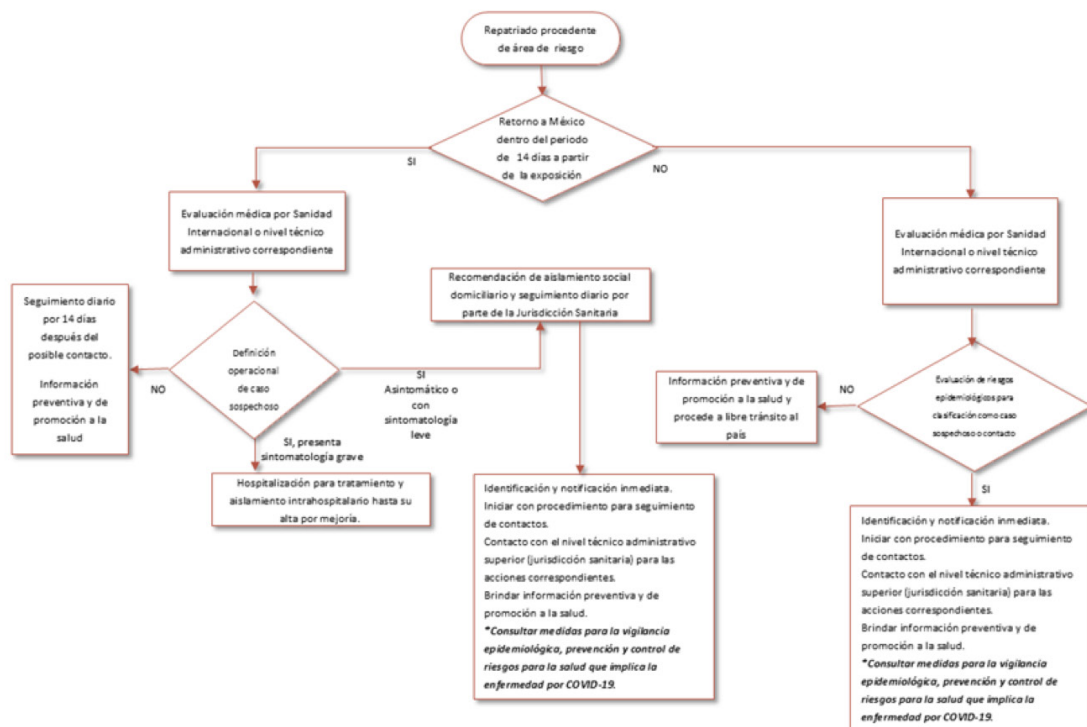 Repatriado procedente
de área de riesgo
Retorno a México
dentro del periodo
de 14 días a partir
de la exposición
SI
NO
Evaluación médica por Sanidad
Internacional o nivel técnico
administrativo correspondiente
Evaluación médica por Sanidad
Internacional o nivel técnico
administrativo correspondiente
Recomendación de aislamiento social
domiciliario y seguimiento diario por
parte de la Jurisdicción Sanitaria
Seguimiento diario
por 14 días
después del
posible contacto.
Información
preventiva y de
promoción a la
salud
NO
Definición
operacional
de caso
sospechoso
SI
Asintomático o
con
sintomatología
leve
SI, presenta
sintomatología grave
Hospitalización para tratamiento y
aislamiento intrahospitalario hasta su
alta por mejoría.
Información preventiva y de
promoción a la salud y
procede a libre tránsito al
país
NO
Evaluación de riesgos
epidemiológicos para
clasificación como caso
sospechoso o contacto
SI
Identificación y notificación inmediata.
Iniciar con procedimiento para seguimiento
de contactos.
Contacto con el nivel técnico administrativo
superior (jurisdicción sanitaria) para las
acciones correspondientes.
Brindar información preventiva y de
promoción a la salud.
*Consultar medidas para la vigilancia
epidemiológica, prevención y control de
riesgos para la salud que implica la
enfermedad por COVID-19.
Identificación y notificación inmediata.
Iniciar con procedimiento para seguimiento
de contactos.
Contacto con el nivel técnico administrativo
superior (jurisdicción sanitaria) para las
acciones correspondientes.
Brindar información preventiva y de
promoción a la salud.
*Consultar medidas para la vigilancia
epidemiológica, prevención y control de
riesgos para la salud que implica la
enfermedad por COVID-19.